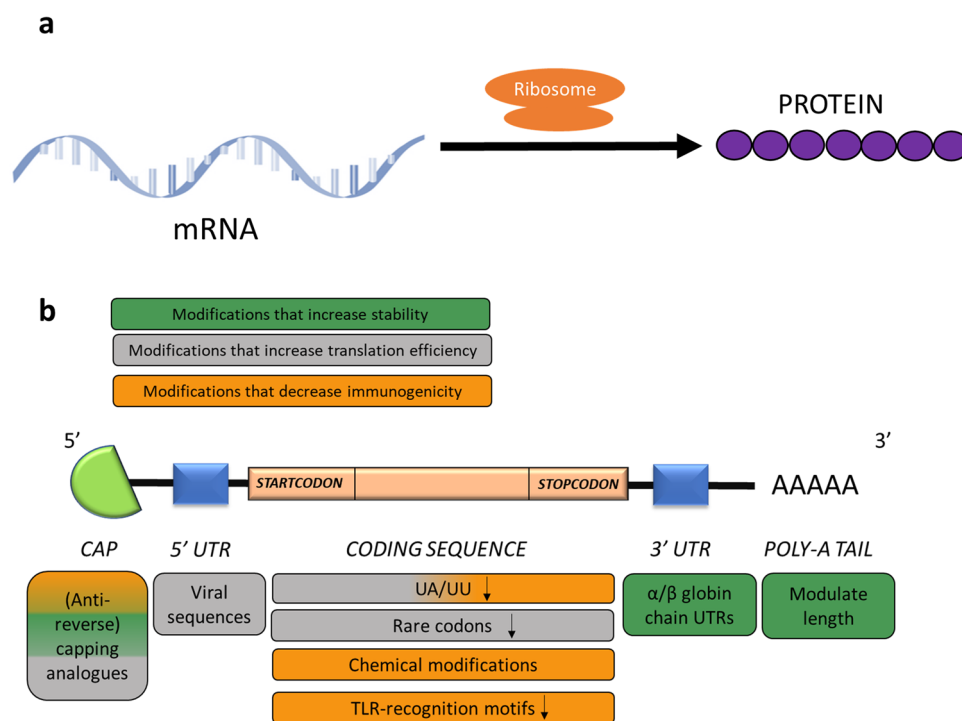 a
Ribosome
PROTEIN
mRNA
b
Modifications that increase stability
Modifications that increase translation efficiency
Modifications that decrease immunogenicity
5’
3’
STARTCODON
STOPCODON
AAAAA
CAP
5’ UTR
CODING SEQUENCE
3’ UTR
POLY-A TAIL
(Anti-
reverse)
capping
analogues
Viral
sequences
UA/UU ↓
Rare codons ↓
Chemical modifications
TLR-recognition motifs ↓
α/β globin
chain UTRs
Modulate
length